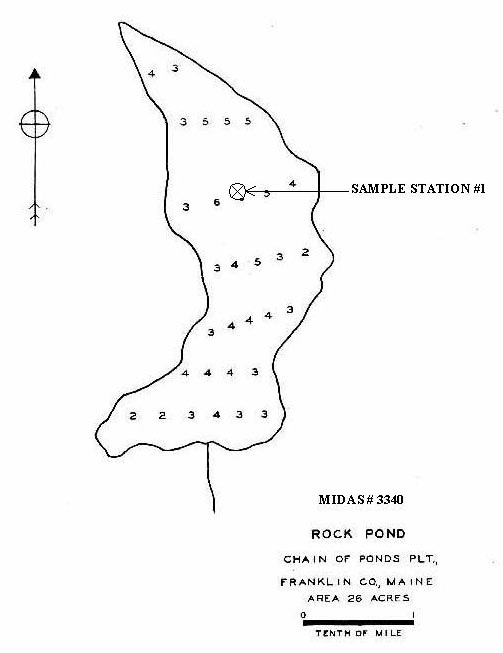 4 3
3 5 5 5
4
SAMPLE STATION #1
3 6 5
3 4 5 3 2
3 4 4 4 3
4 4 4 3
2 2 3 4 3 3
MIDAS# 3340
ROCK POND
CHAIN OF PONDS PLT.,
FRANKLIN CO., MAINE
AREA 26 ACRES
0 1
TENTH OF MILE